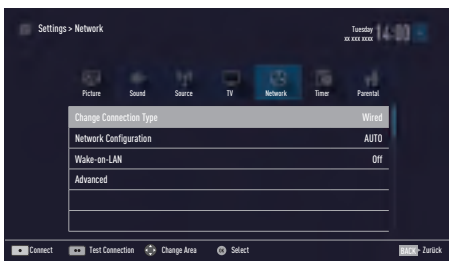 Settings > Network
Tuesday
xx xxx xxxx
14:00
Picture Sound Source TV Network Timer Parental
Change Connection Type Wired
Network Configuration AUTO
Wake-on-LAN Off
Advanced
Connect Test Connection Change Area OK Select BACK Zurück